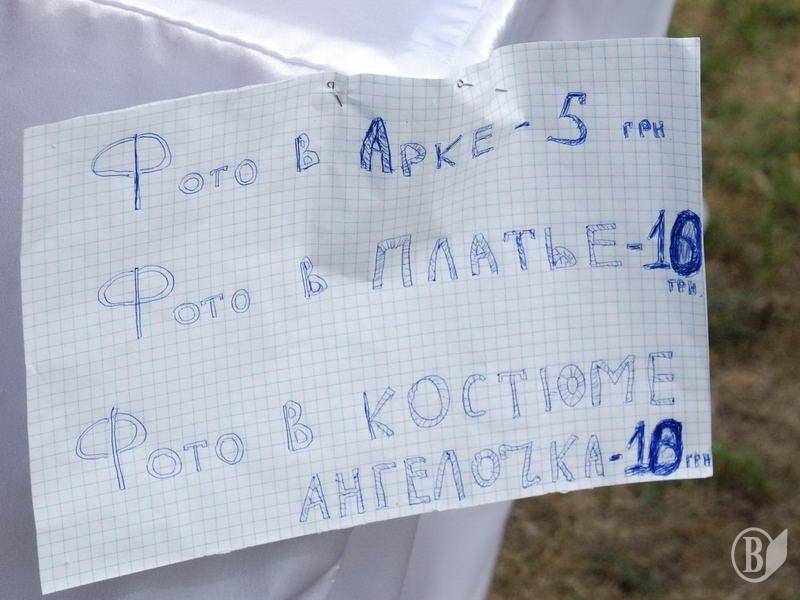 Фото в Арке - 5 грн
Фото в ПЛАТЬЕ - 10
грн.
Фото в КОСТЮМЕ
АНГЕЛОЧКА - 10 грн
В